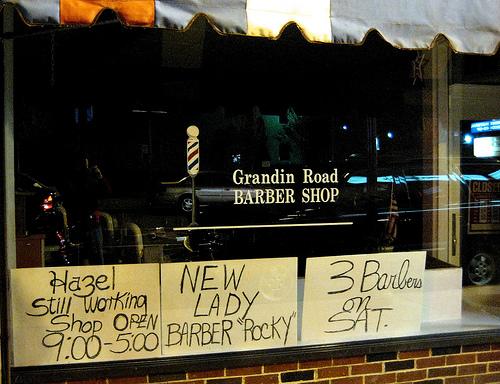 Grandin Road
BARBER SHOP
Hazel
Still Working
Shop OPEN
9:00-5:00
NEW
LADY
BARBER "ROCKY"
3 Barbers
on
SAT.